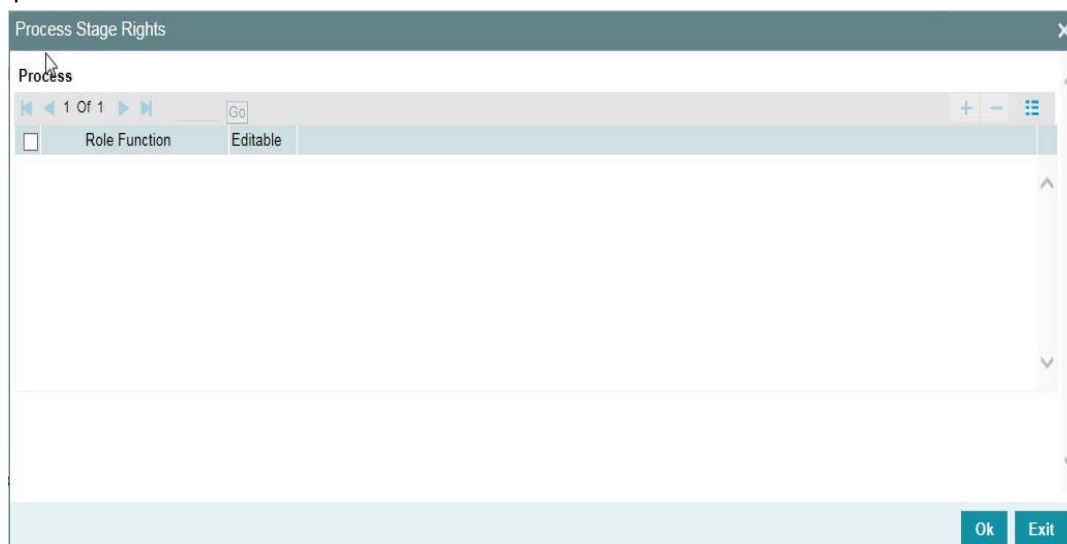 Process Stage Rights
Process
1 Of 1 Go
Role Function Editable
Ok Exit